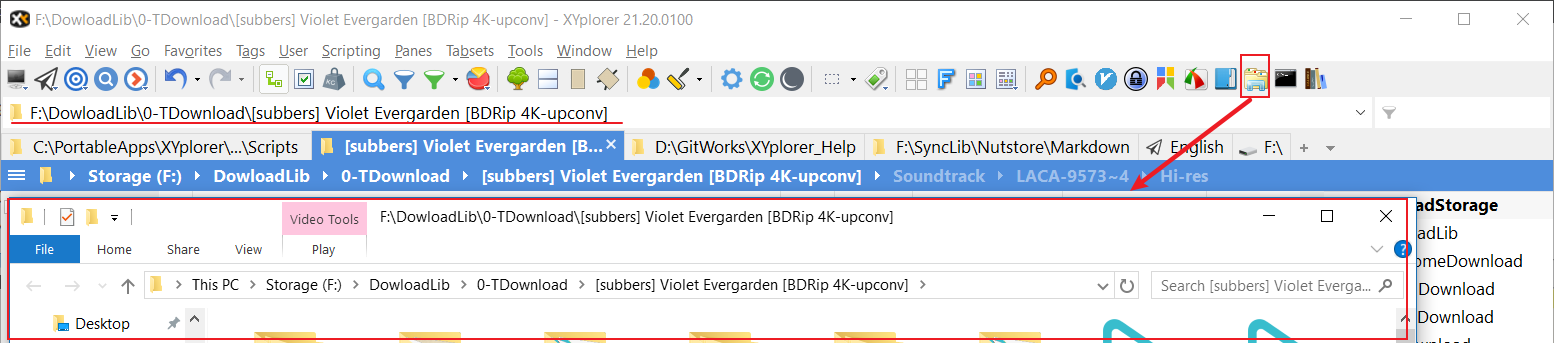 F:\DowloadLib\0-TDownload\[subbers] Violet Evergarden [BDRip 4K-upconv] - XYplorer 21.20.0100
File Edit View Go Favorites Tags User Scripting Panes Tabsets Tools Window Help
F:\DowloadLib\0-TDownload\[subbers] Violet Evergarden [BDRip 4K-upconv]
C:\PortableApps\XYplorer\...\Scripts [subbers] Violet Evergarden [B... D:\GitWorks\XYplorer_Help F:\SyncLib\Nutstore\Markdown English F:\
Storage (F:) DowloadLib 0-TDownload [subbers] Violet Evergarden [BDRip 4K-upconv] Soundtrack LACA-9573~4 Hi-res
Video Tools F:\DowloadLib\0-TDownload\[subbers] Violet Evergarden [BDRip 4K-upconv]
adStorage
File Home Share View Play
adLib
omeDownload
This PC Storage (F:) DowloadLib 0-TDownload [subbers] Violet Evergarden [BDRip 4K-upconv] Search [subbers] Violet Everga...
Download
Desktop
Download